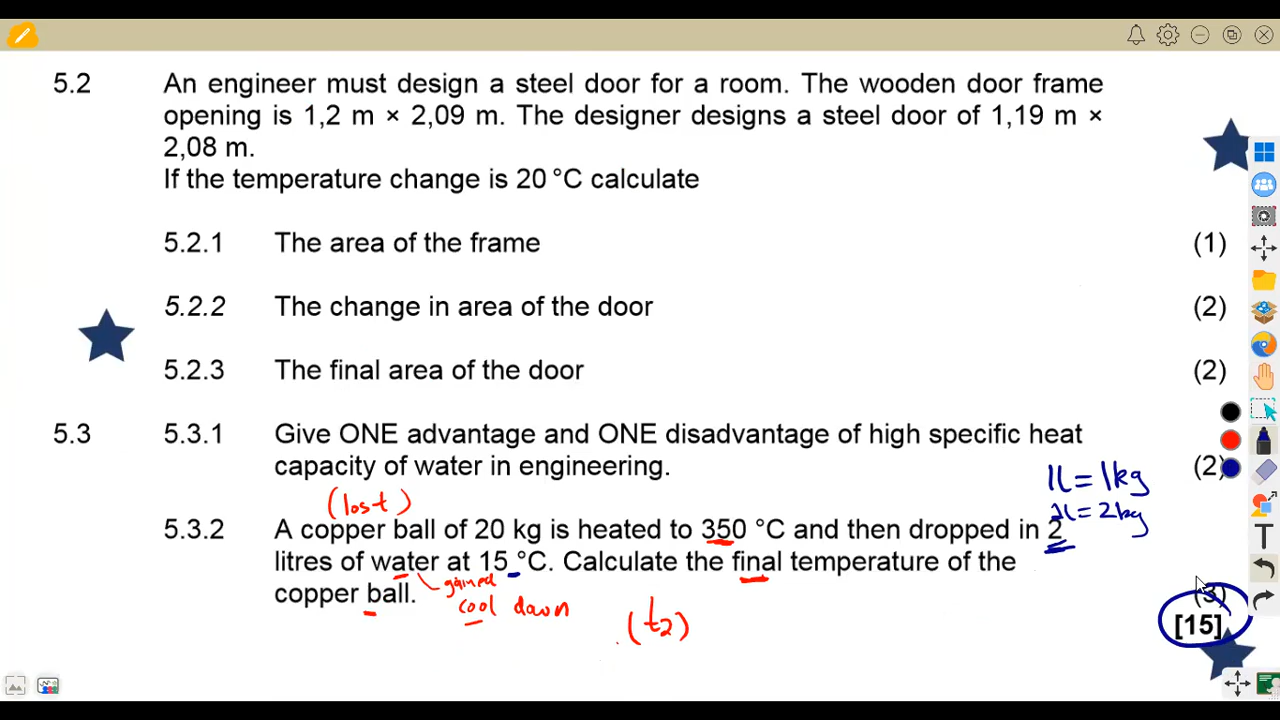 5.2 An engineer must design a steel door for a room. The wooden door frame
opening is 1,2 m × 2,09 m. The designer designs a steel door of 1,19 m ×
2,08 m.
If the temperature change is 20 °C calculate
5.2.1 The area of the frame (1)
5.2.2 The change in area of the door (2)
5.2.3 The final area of the door (2)
5.3 5.3.1 Give ONE advantage and ONE disadvantage of high specific heat
capacity of water in engineering. (2)
1L = 1kg
(lost)
2L = 2kg
5.3.2 A copper ball of 20 kg is heated to 350 °C and then dropped in 2
litres of water at 15 °C. Calculate the final temperature of the
gained
copper ball. (3)
cool down
(t2)
[15]
T